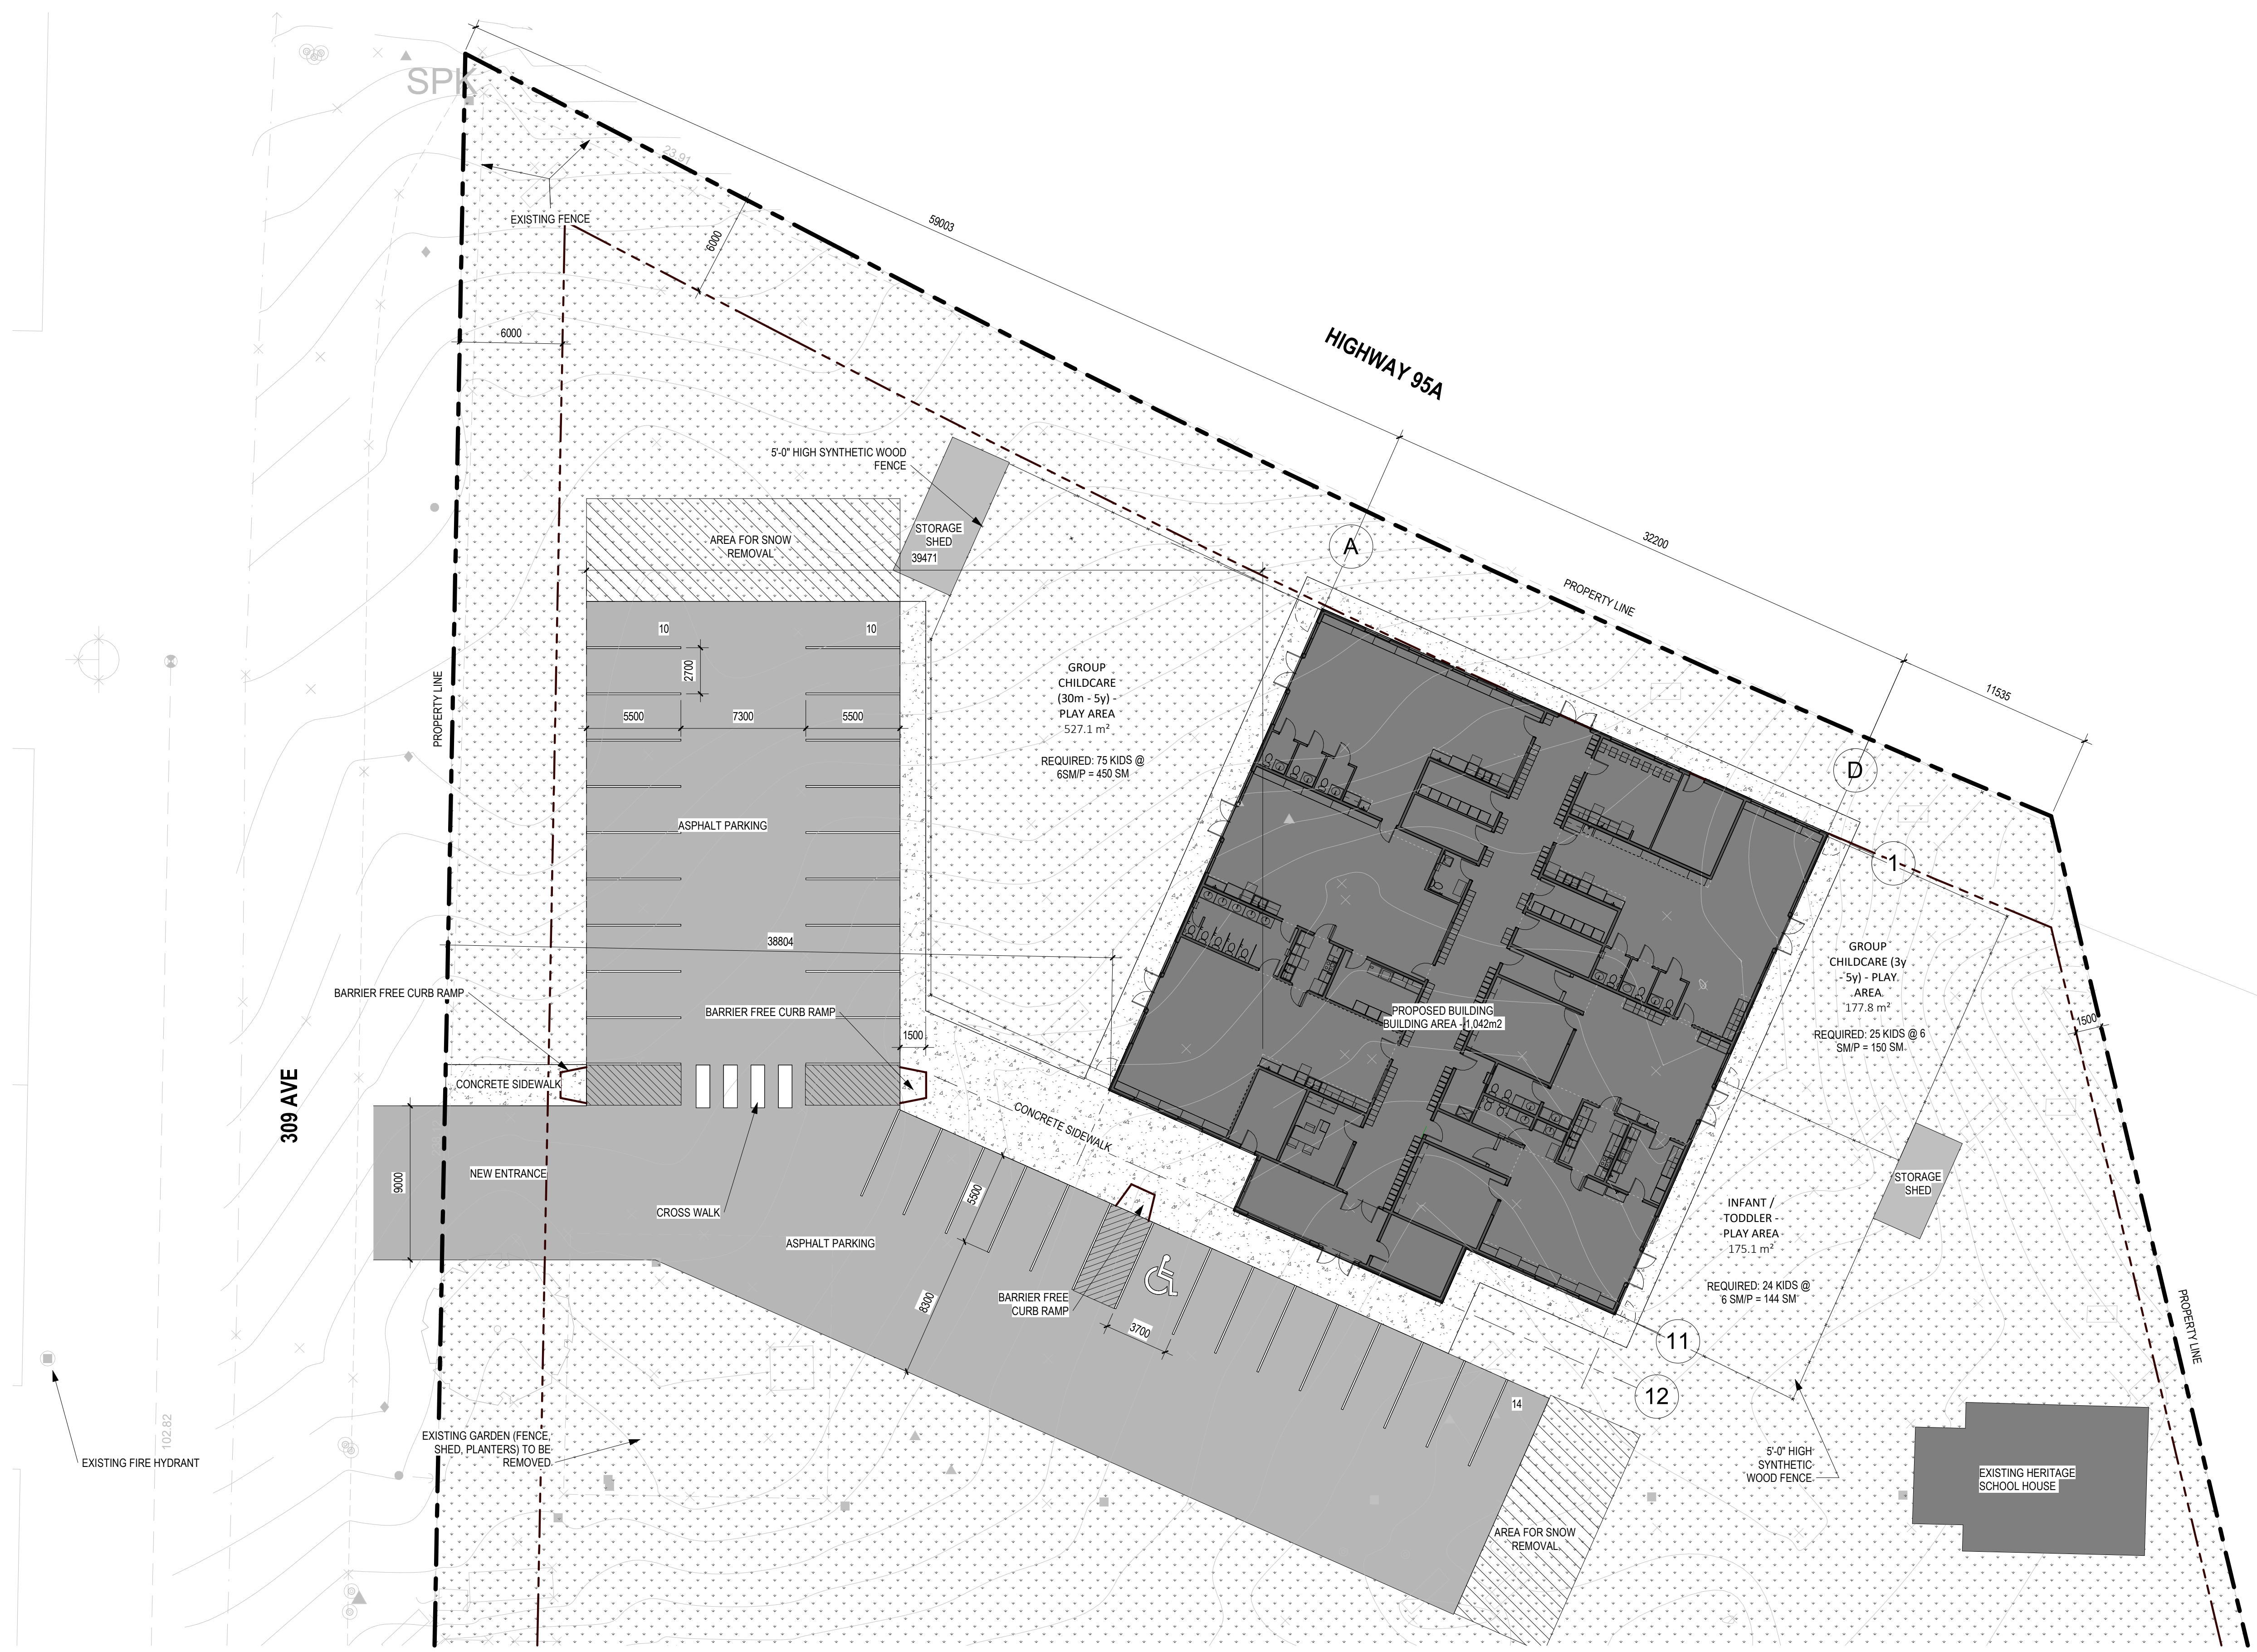 SPK
23.91
EXISTING FENCE
6000
59003
6000
HIGHWAY 95A
5'-0" HIGH SYNTHETIC WOOD
FENCE
STORAGE
SHED
39471
AREA FOR SNOW
REMOVAL
A
32200
PROPERTY LINE
10
10
2700
5500
7300
5500
PROPERTY LINE
GROUP
CHILDCARE
(30m - 5y) -
PLAY AREA
527.1 m²
REQUIRED: 75 KIDS @
6SM/P = 450 SM
11535
D
1
ASPHALT PARKING
38804
BARRIER FREE CURB RAMP
BARRIER FREE CURB RAMP
1500
GROUP
CHILDCARE (3y
- 5y) - PLAY
AREA
177.8 m²
REQUIRED: 25 KIDS @ 6
SM/P = 150 SM
1500
PROPOSED BUILDING
BUILDING AREA - 1,042m2
CONCRETE SIDEWALK
CONCRETE SIDEWALK
309 AVE
9000
NEW ENTRANCE
CROSS WALK
ASPHALT PARKING
5500
8300
BARRIER FREE
CURB RAMP
3700
STORAGE
SHED
INFANT /
TODDLER -
PLAY AREA
175.1 m²
REQUIRED: 24 KIDS @
6 SM/P = 144 SM
PROPERTY LINE
11
12
14
102.82
EXISTING FIRE HYDRANT
EXISTING GARDEN (FENCE,
SHED, PLANTERS) TO BE
REMOVED
5'-0" HIGH
SYNTHETIC
WOOD FENCE
EXISTING HERITAGE
SCHOOL HOUSE
AREA FOR SNOW
REMOVAL